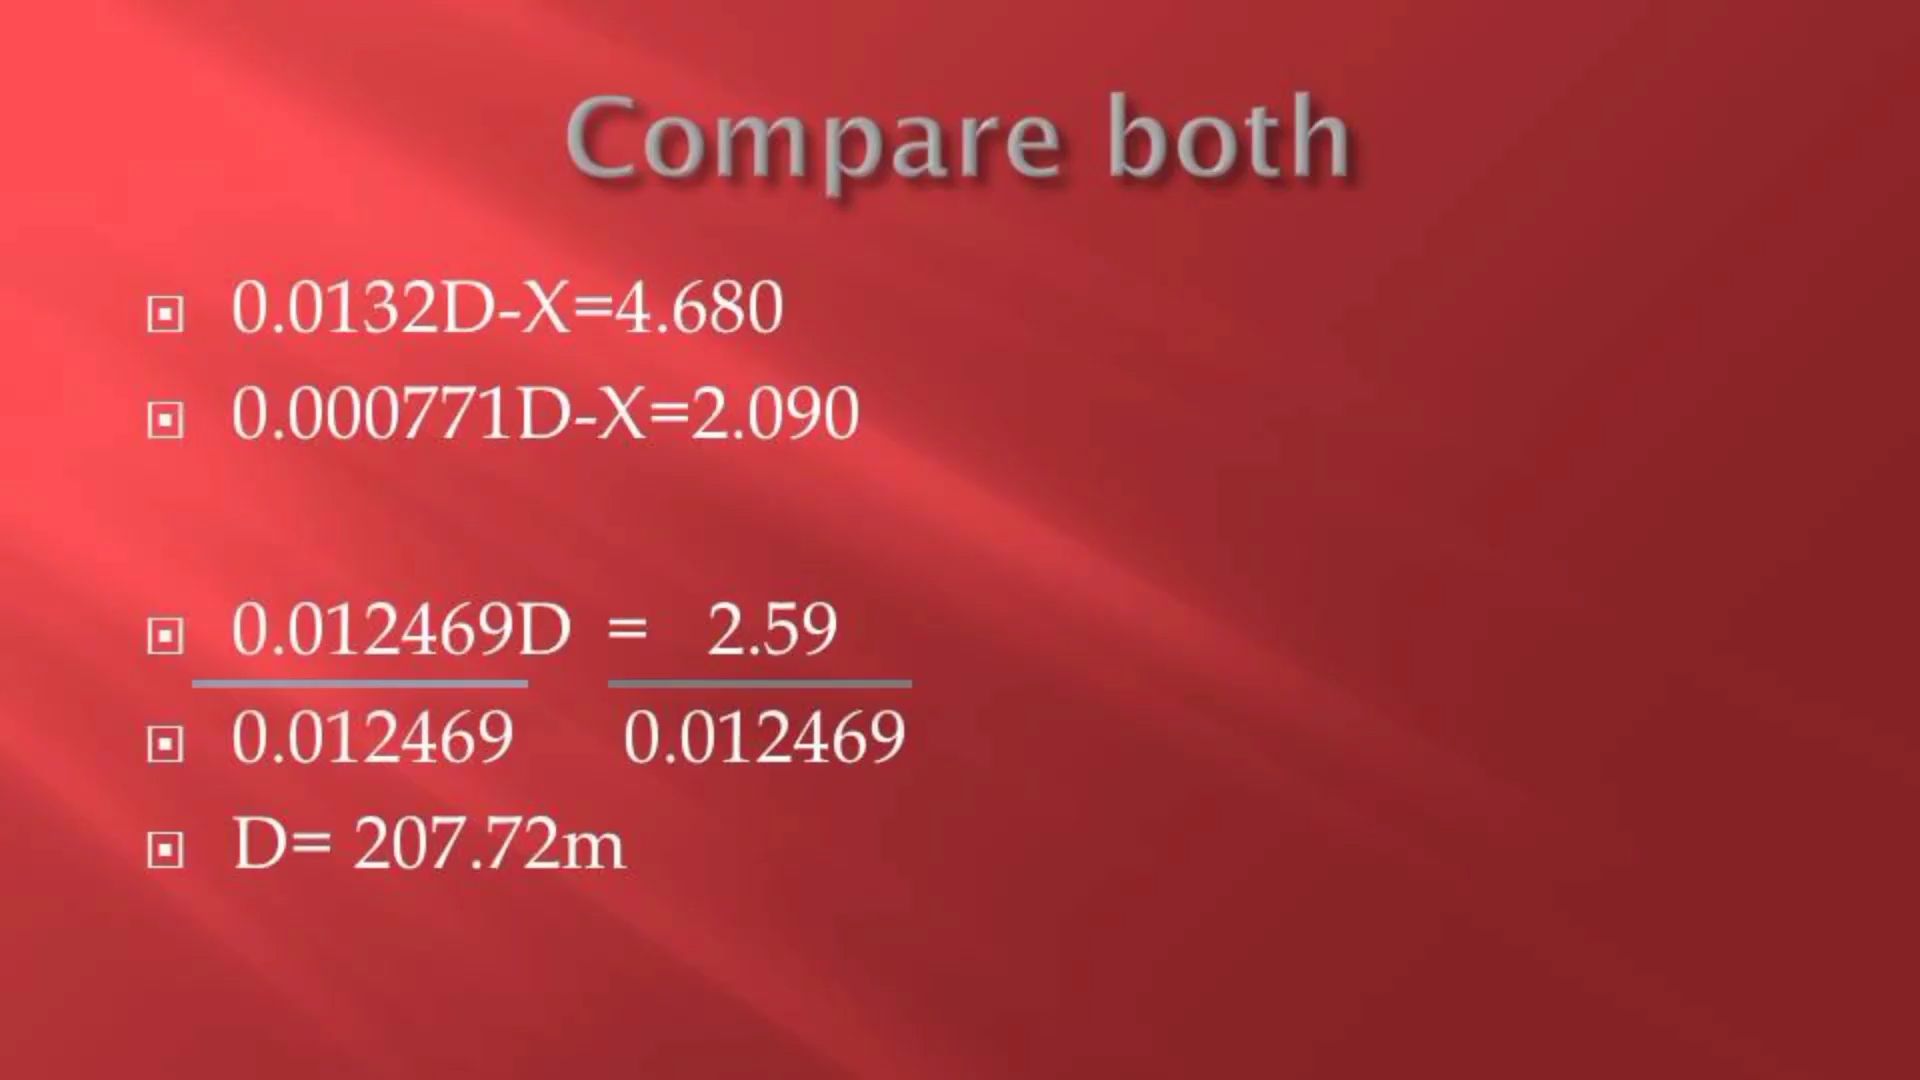 Compare both
0.0132D-X=4.680
0.000771D-X=2.090
0.012469D = 2.59
0.012469 0.012469
D= 207.72m